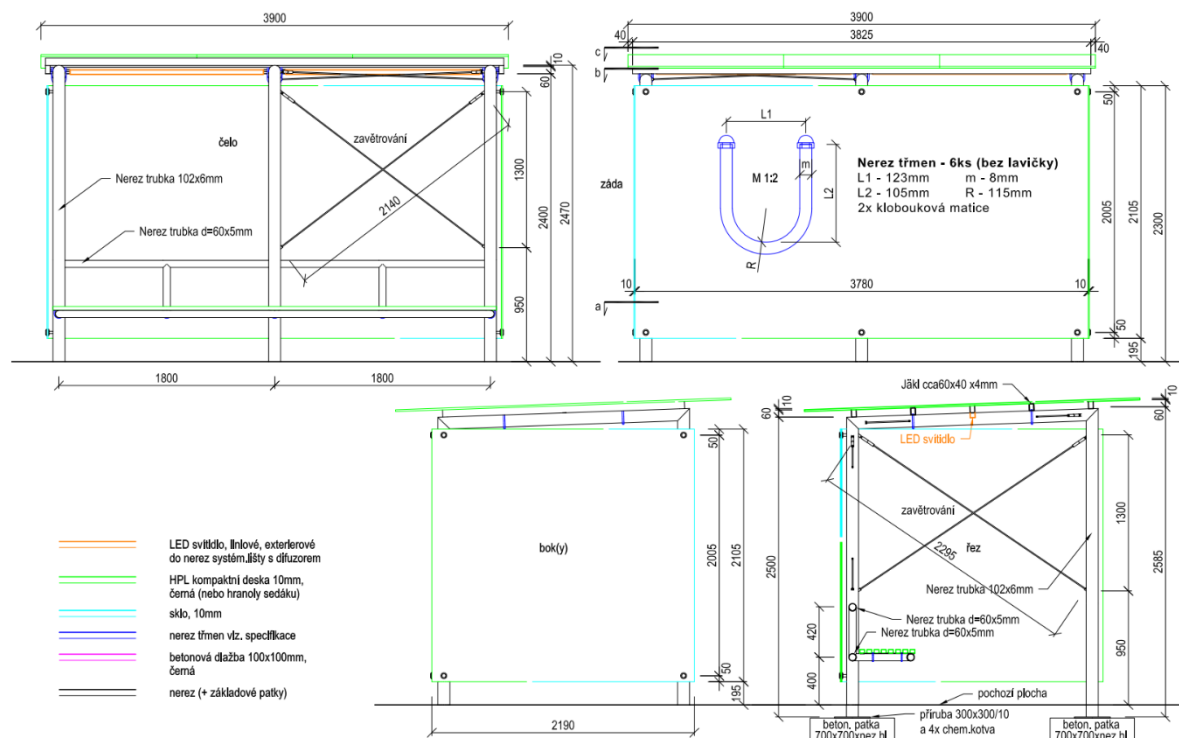 3900
10
60
čelo
zavětrování
Nerez trubka 102x6mm
2140
Nerez trubka d=60x5mm
1300
950
2400
2470
1800
1800
3900
3825
40
40
c
b
a
záda
L1
m
M 1:2
L2
R
Nerez třmen - 6ks (bez lavičky)
L1 - 123mm m - 8mm
L2 - 105mm R - 115mm
2x klobouková matice
10
3780
10
50
2005
50
195
2105
2300
bok(y)
50
2005
50
195
2105
2190
Jäkl cca60x40 x4mm
60
10
LED svítidlo
zavětrování
2295
řez
Nerez trubka 102x6mm
Nerez trubka d=60x5mm
Nerez trubka d=60x5mm
2500
420
400
10
60
1300
950
2585
pochozí plocha
příruba 300x300/10
a 4x chem.kotva
beton. patka
700x700xnez.hl.
beton. patka
700x700xnez.hl.
LED svítidlo, liniové, exteriérové
do nerez systém.lišty s difuzorem
HPL kompaktní deska 10mm,
černá (nebo hranoly sedáku)
sklo, 10mm
nerez třmen viz. specifikace
betonová dlažba 100x100mm,
černá
nerez (+ základové patky)